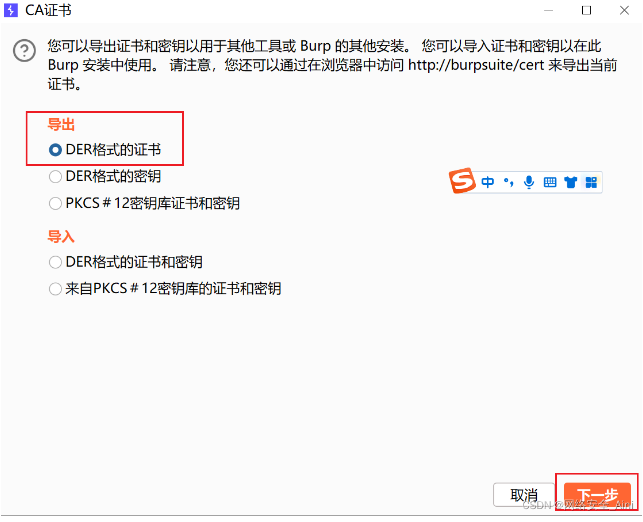 CA证书
您可以导出证书和密钥以用于其他工具或 Burp 的其他安装。 您可以导入证书和密钥以在此
Burp 安装中使用。 请注意，您还可以通过在浏览器中访问 http://burpsuite/cert 来导出当前
证书。
导出
DER格式的证书
DER格式的密钥
PKCS＃12密钥库证书和密钥
中
导入
DER格式的证书和密钥
来自PKCS＃12密钥库的证书和密钥
取消
下一步
CSDN @网络安全_Aini